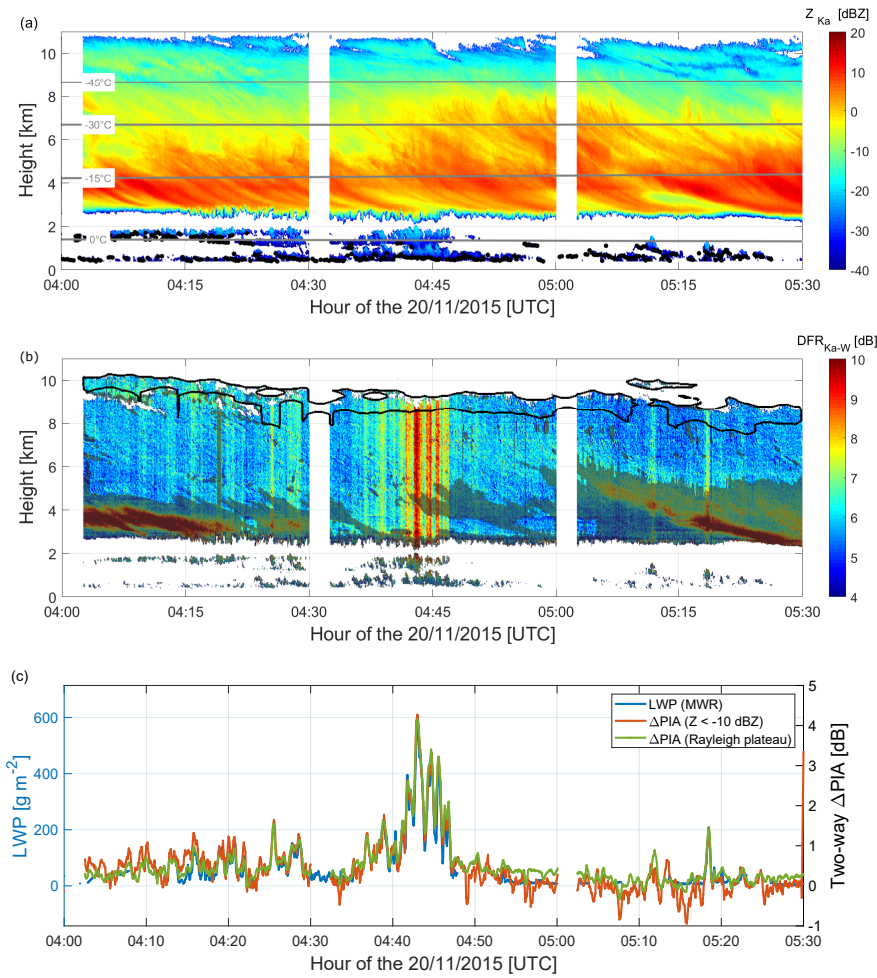 (a)
Z Ka [dBZ]
Height [km]
10
8
6
4
2
0
-45°C
-30°C
-15°C
0°C
20
10
0
-10
-20
-30
-40
04:00 04:15 04:30 04:45 05:00 05:15 05:30
Hour of the 20/11/2015 [UTC]
(b)
DFR Ka-W [dB]
Height [km]
10
8
6
4
2
0
10
9
8
7
6
5
4
04:00 04:15 04:30 04:45 05:00 05:15 05:30
Hour of the 20/11/2015 [UTC]
(c)
LWP [g m-2]
600
400
200
0
LWP (MWR)
ΔPIA (Z < -10 dBZ)
ΔPIA (Rayleigh plateau)
5
4
3
2
1
0
-1
Two-way ΔPIA [dB]
04:00 04:10 04:20 04:30 04:40 04:50 05:00 05:10 05:20 05:30
Hour of the 20/11/2015 [UTC]